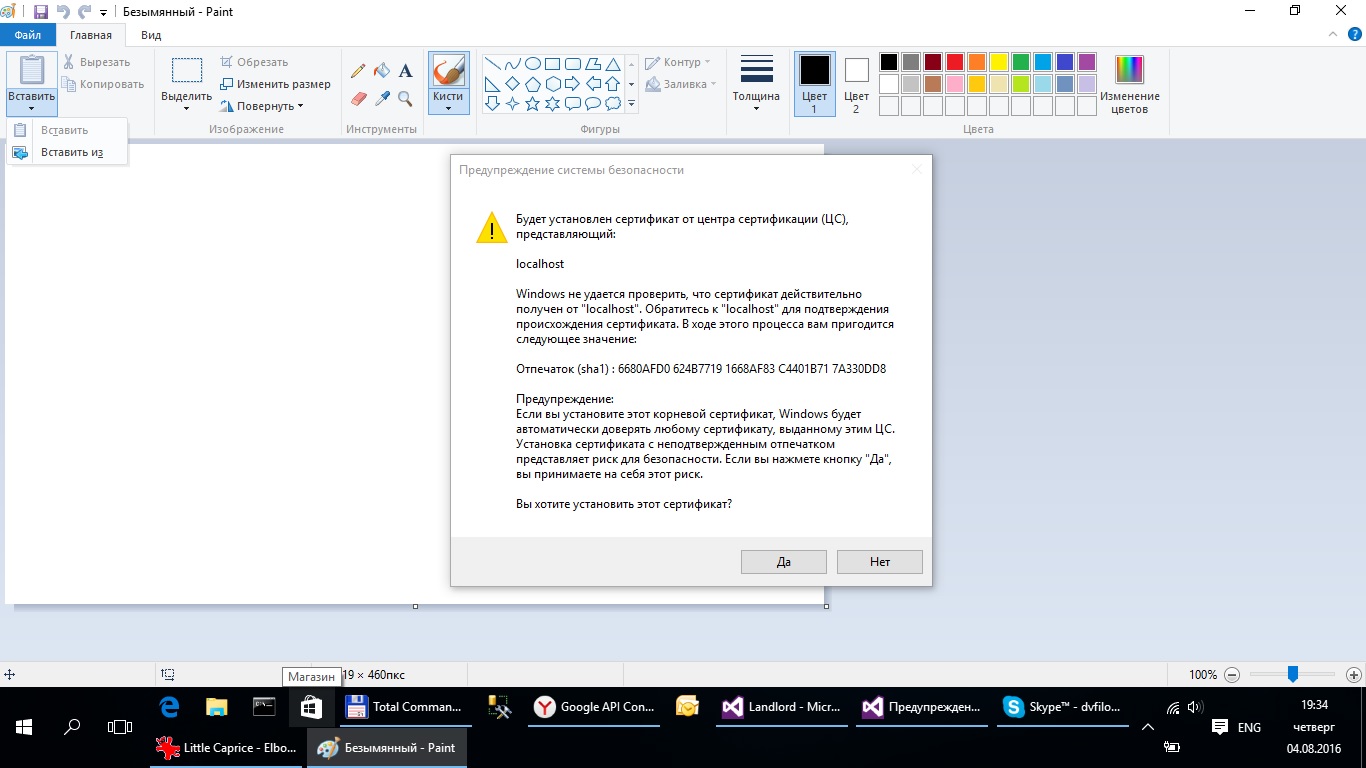 Безымянный - Paint
Файл
Главная
Вид
Вставить
Вырезать
Копировать
Выделить
Обрезать
Изменить размер
Повернуть
Изображение
A
Инструменты
Кисти
Контур
Заливка
Фигуры
Толщина
Цвет 1
Цвет 2
Изменение цветов
Цвета
Вставить
Вставить из
Предупреждение системы безопасности
Будет установлен сертификат от центра сертификации (ЦС),
представляющий:
localhost
Windows не удается проверить, что сертификат действительно
получен от "localhost". Обратитесь к "localhost" для подтверждения
происхождения сертификата. В ходе этого процесса вам пригодится
следующее значение:
Отпечаток (sha1) : 6680AFD0 624B7719 1668AF83 C4401B71 7A330DD8
Предупреждение:
Если вы установите этот корневой сертификат, Windows будет
автоматически доверять любому сертификату, выданному этим ЦС.
Установка сертификата с неподтвержденным отпечатком
представляет риск для безопасности. Если вы нажмете кнопку "Да",
вы принимаете на себя этот риск.
Вы хотите установить этот сертификат?
Да
Нет
19 × 460пкс
100%
Магазин
Total Comman...
Google API Con...
Landlord - Micr...
Предупрежден...
Skype™ - dvfilo...
Little Caprice - Elbo...
Безымянный - Paint
ENG
19:34
четверг
04.08.2016